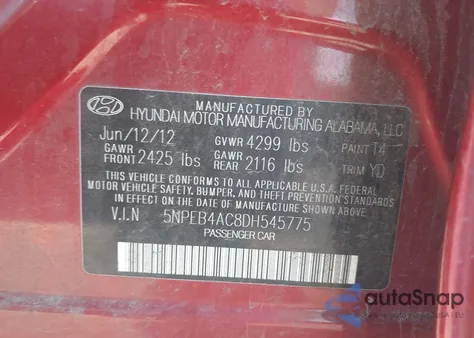 MANUFACTURED BY
HYUNDAI MOTOR MANUFACTURING ALABAMA, LLC
Jun/12/12 GVWR 4299 lbs PAINT T4
GAWR FRONT 2425 lbs GAWR REAR 2116 lbs TRIM YD
THIS VEHICLE CONFORMS TO ALL APPLICABLE U.S.A. FEDERAL
MOTOR VEHICLE SAFETY, BUMPER, AND THEFT PREVENTION
STANDARDS IN EFFECT ON THE DATE OF MANUFACTURE SHOWN ABOVE.
V.I.N 5NPEB4AC8DH545775
PASSENGER CAR
autoSnap